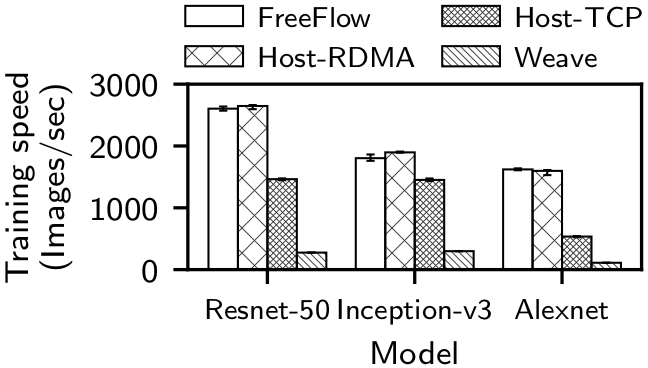 FreeFlow
Host-TCP
Host-RDMA
Weave
Training speed
(Images/sec)
3000
2000
1000
0
Resnet-50 Inception-v3 Alexnet
Model